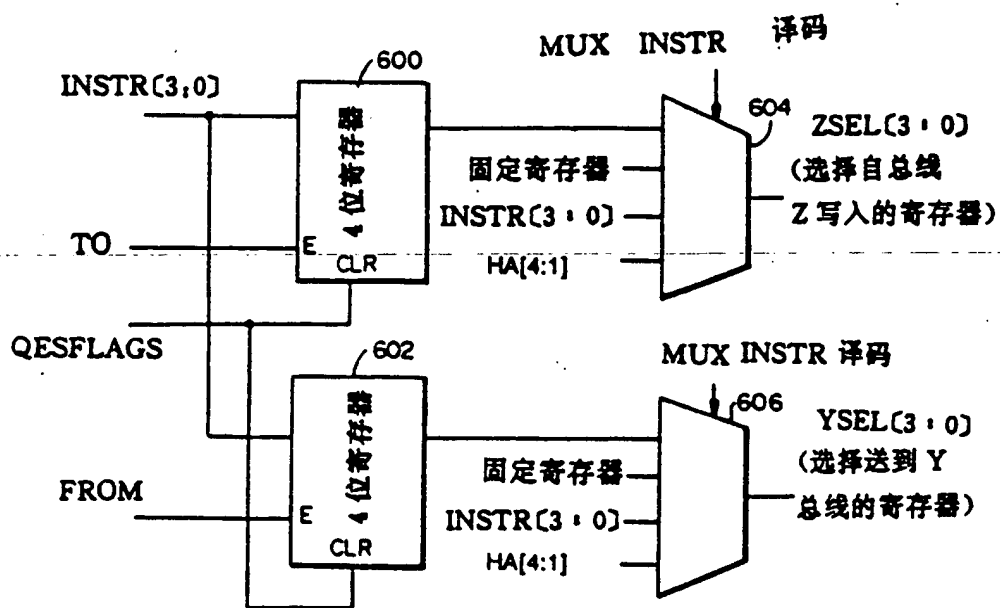 MUX INSTR 译码
INSTR〔3:0〕
600
4位寄存器
604
ZSEL〔3:0〕
固定寄存器
(选择自总线
INSTR〔3:0〕
Z 写入的寄存器)
TO
E
CLR
HA[4:1]
QESFLAGS
602
MUX INSTR 译码
4位寄存器
606
YSEL〔3:0〕
固定寄存器
(选择送到 Y
FROM
E
INSTR〔3:0〕
总线的寄存器)
CLR
HA[4:1]